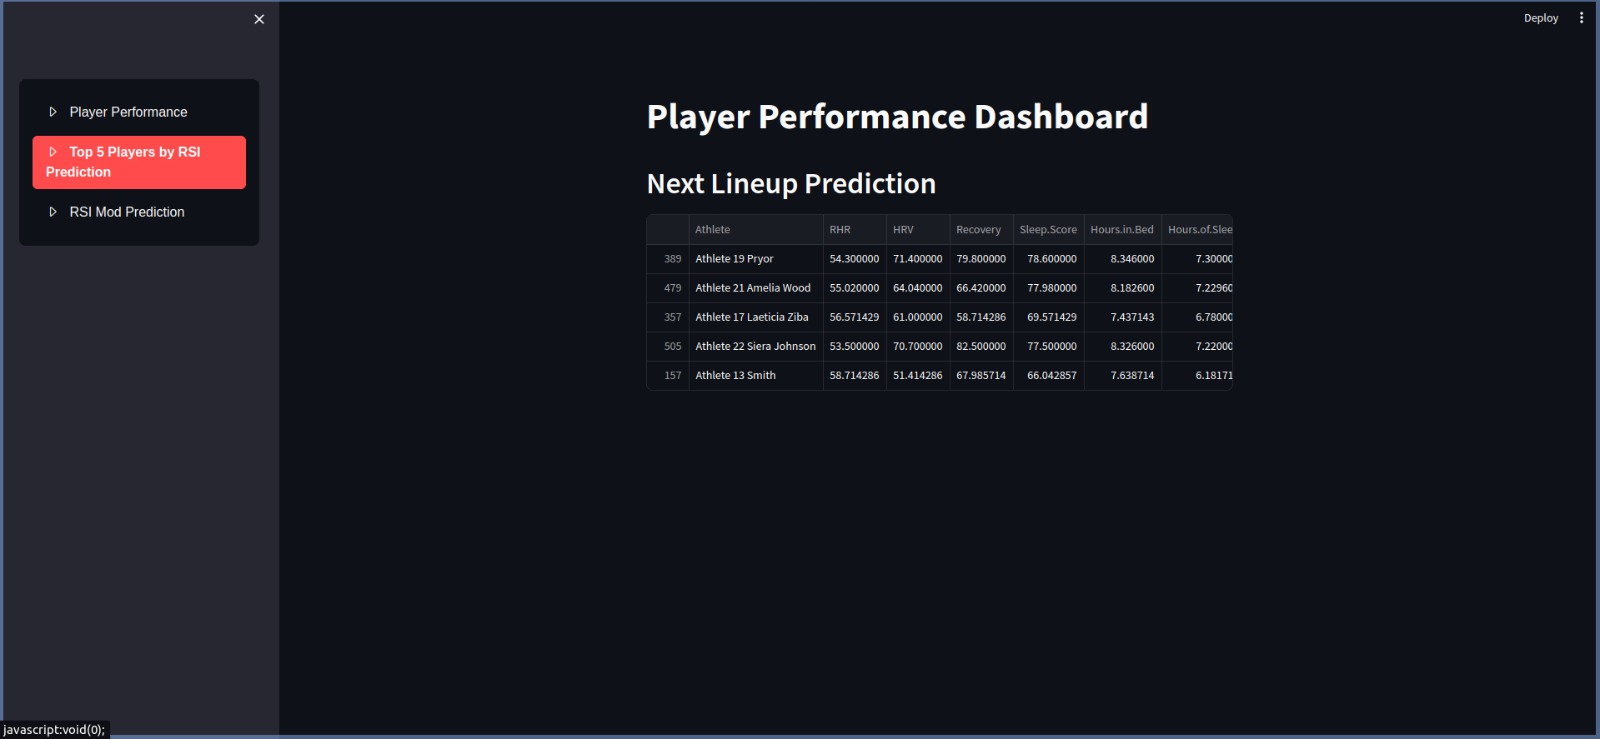 Deploy
Player Performance
Top 5 Players by RSI
Prediction
RSI Mod Prediction
Player Performance Dashboard
Next Lineup Prediction
Athlete RHR HRV Recovery Sleep.Score Hours.in.Bed Hours.of.Slee
389 Athlete 19 Pryor 54.300000 71.400000 79.800000 78.600000 8.346000 7.30000
479 Athlete 21 Amelia Wood 55.020000 64.040000 66.420000 77.980000 8.182600 7.22960
357 Athlete 17 Laeticia Ziba 56.571429 61.000000 58.714286 69.571429 7.437143 6.78000
505 Athlete 22 Siera Johnson 53.500000 70.700000 82.500000 77.500000 8.326000 7.22000
157 Athlete 13 Smith 58.714286 51.414286 67.985714 66.042857 7.638714 6.18171
javascript:void(0);